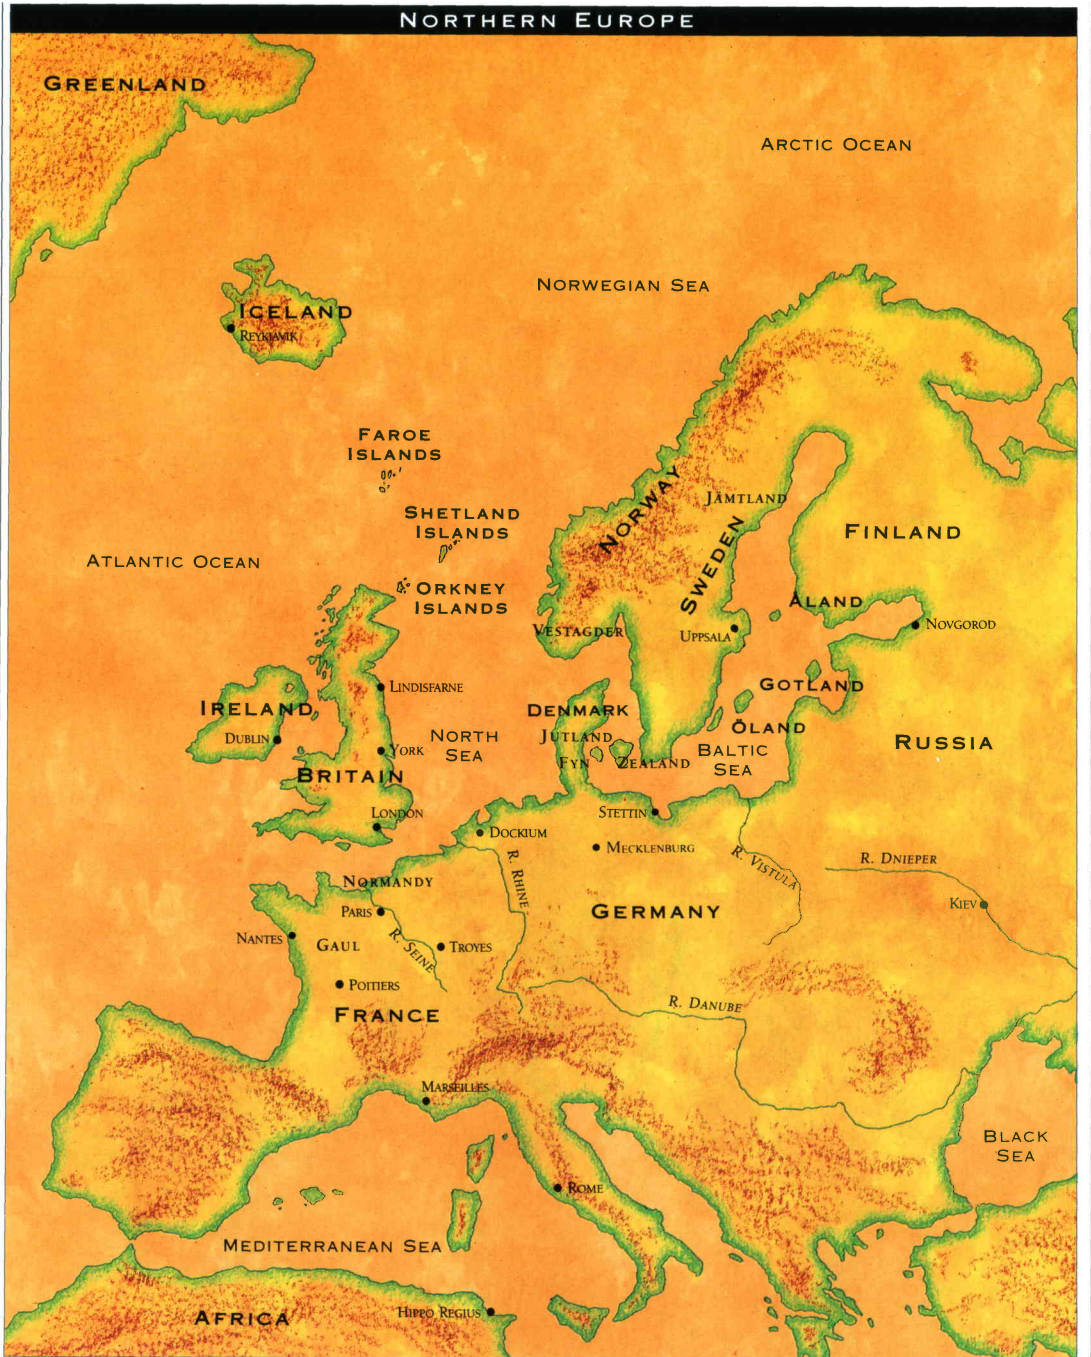 NORTHERN EUROPE
GREENLAND
ARCTIC OCEAN
NORWEGIAN SEA
ICELAND
REYKJAVIK
FAROE
ISLANDS
NORWAY
JÄMTLAND
SHETLAND
ISLANDS
SWEDEN
FINLAND
ATLANTIC OCEAN
ORKNEY
ISLANDS
ÅLAND
VESTAGDER
UPPSALA
NOVGOROD
LINDISFARNE
GOTLAND
IRELAND
DENMARK
ÖLAND
DUBLIN
YORK
NORTH
SEA
JUTLAND
FYN
ZEALAND
BALTIC
SEA
RUSSIA
BRITAIN
LONDON
STETTIN
DOCKIUM
MECKLENBURG
R. RHINE
R. VISTULA
R. DNIEPER
NORMANDY
PARIS
GERMANY
KIEV
NANTES
GAUL
R. SEINE
TROYES
POITIERS
FRANCE
R. DANUBE
MARSEILLES
BLACK
SEA
ROME
MEDITERRANEAN SEA
AFRICA
HIPPO REGIUS